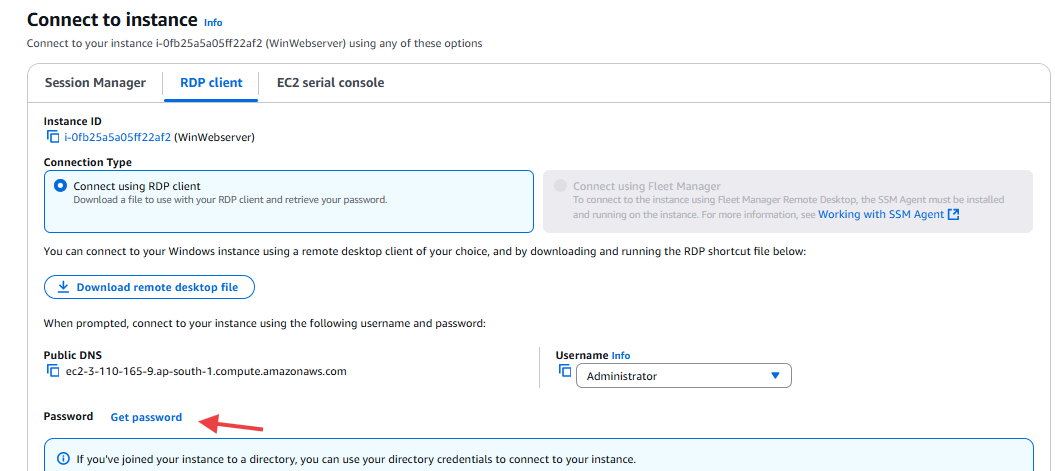 Connect to instance Info
Connect to your instance i-0fb25a5a05ff22af2 (WinWebserver) using any of these options
Session Manager RDP client EC2 serial console
Instance ID
i-0fb25a5a05ff22af2 (WinWebserver)
Connection Type
Connect using RDP client
Download a file to use with your RDP client and retrieve your password.
Connect using Fleet Manager
To connect to the instance using Fleet Manager Remote Desktop, the SSM Agent must be installed
and running on the instance. For more information, see Working with SSM Agent
You can connect to your Windows instance using a remote desktop client of your choice, and by downloading and running the RDP shortcut file below:
Download remote desktop file
When prompted, connect to your instance using the following username and password:
Public DNS
ec2-3-110-165-9.ap-south-1.compute.amazonaws.com
Username Info
Administrator
Password Get password
If you've joined your instance to a directory, you can use your directory credentials to connect to your instance.